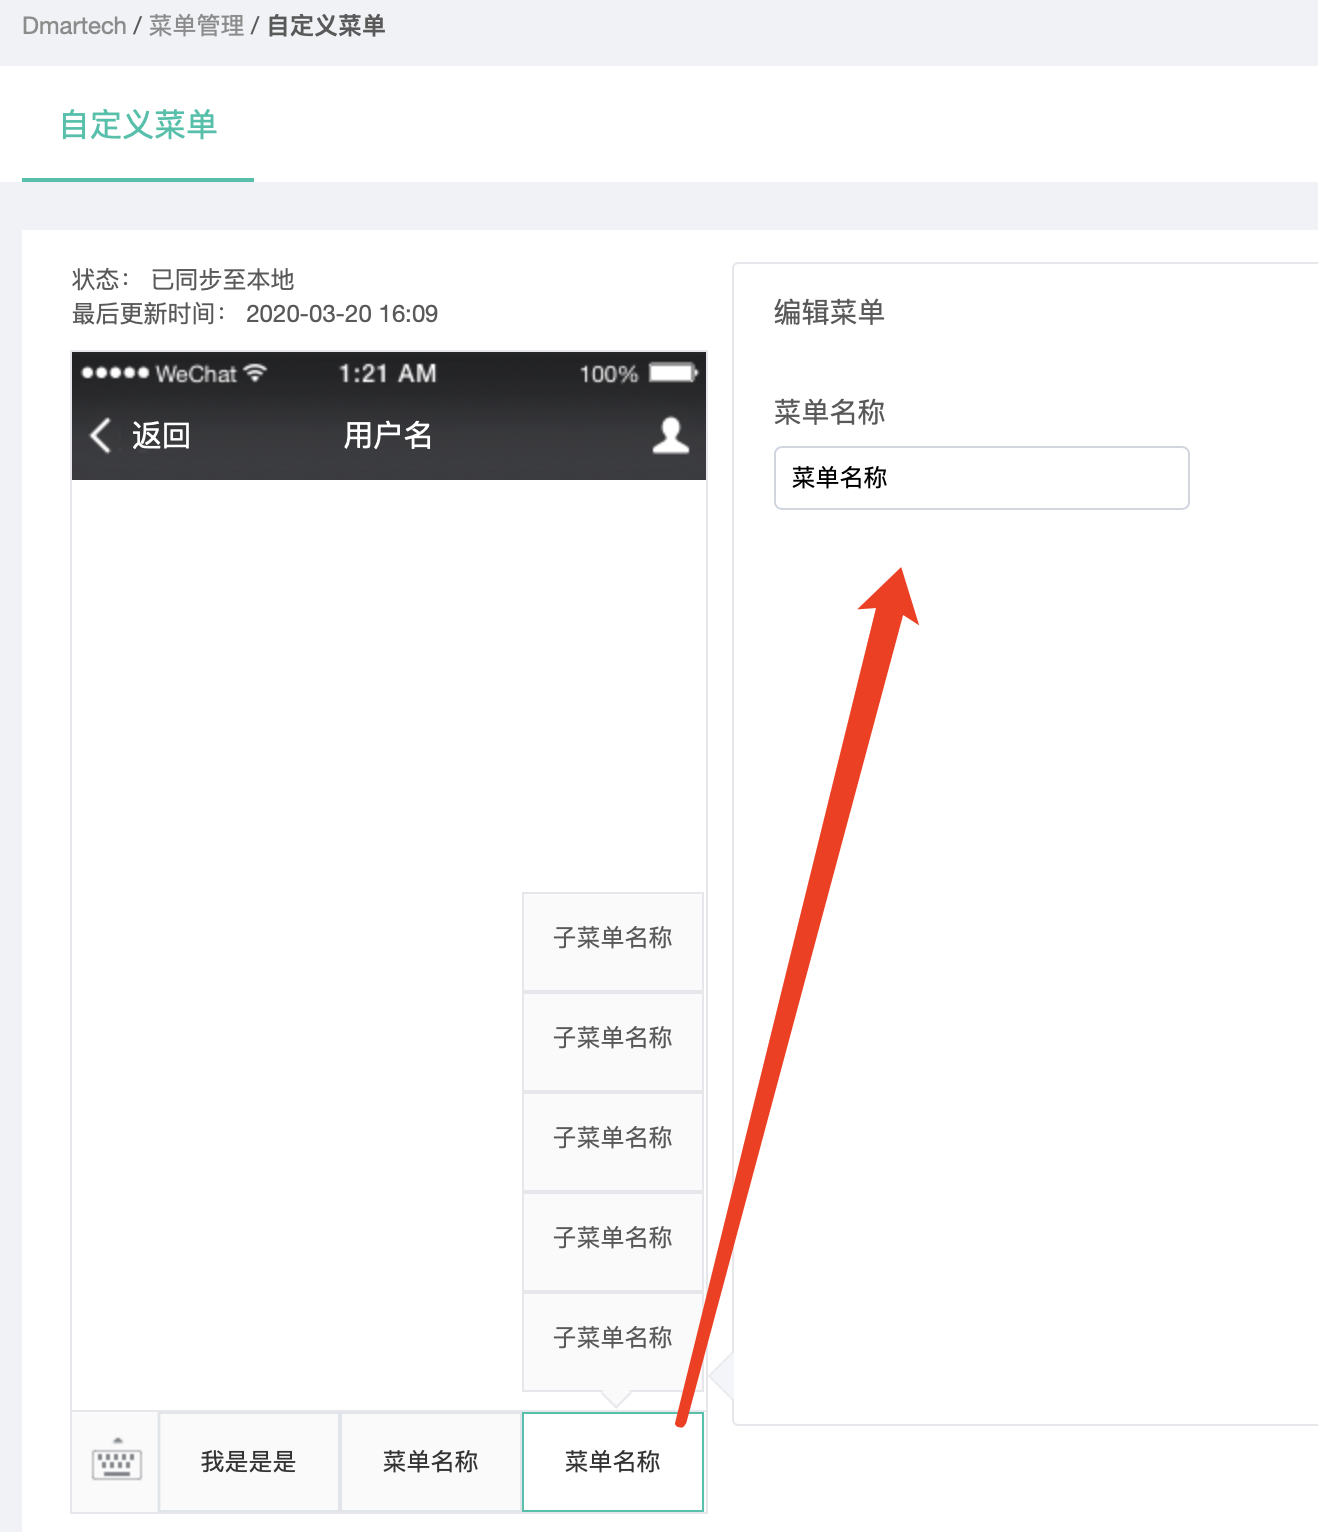 Dmartech / 菜单管理 / 自定义菜单
自定义菜单
状态： 已同步至本地
最后更新时间： 2020-03-20 16:09
WeChat 1:21 AM 100%
返回 用户名
子菜单名称
子菜单名称
子菜单名称
子菜单名称
子菜单名称
我是是是 菜单名称 菜单名称
编辑菜单
菜单名称
菜单名称